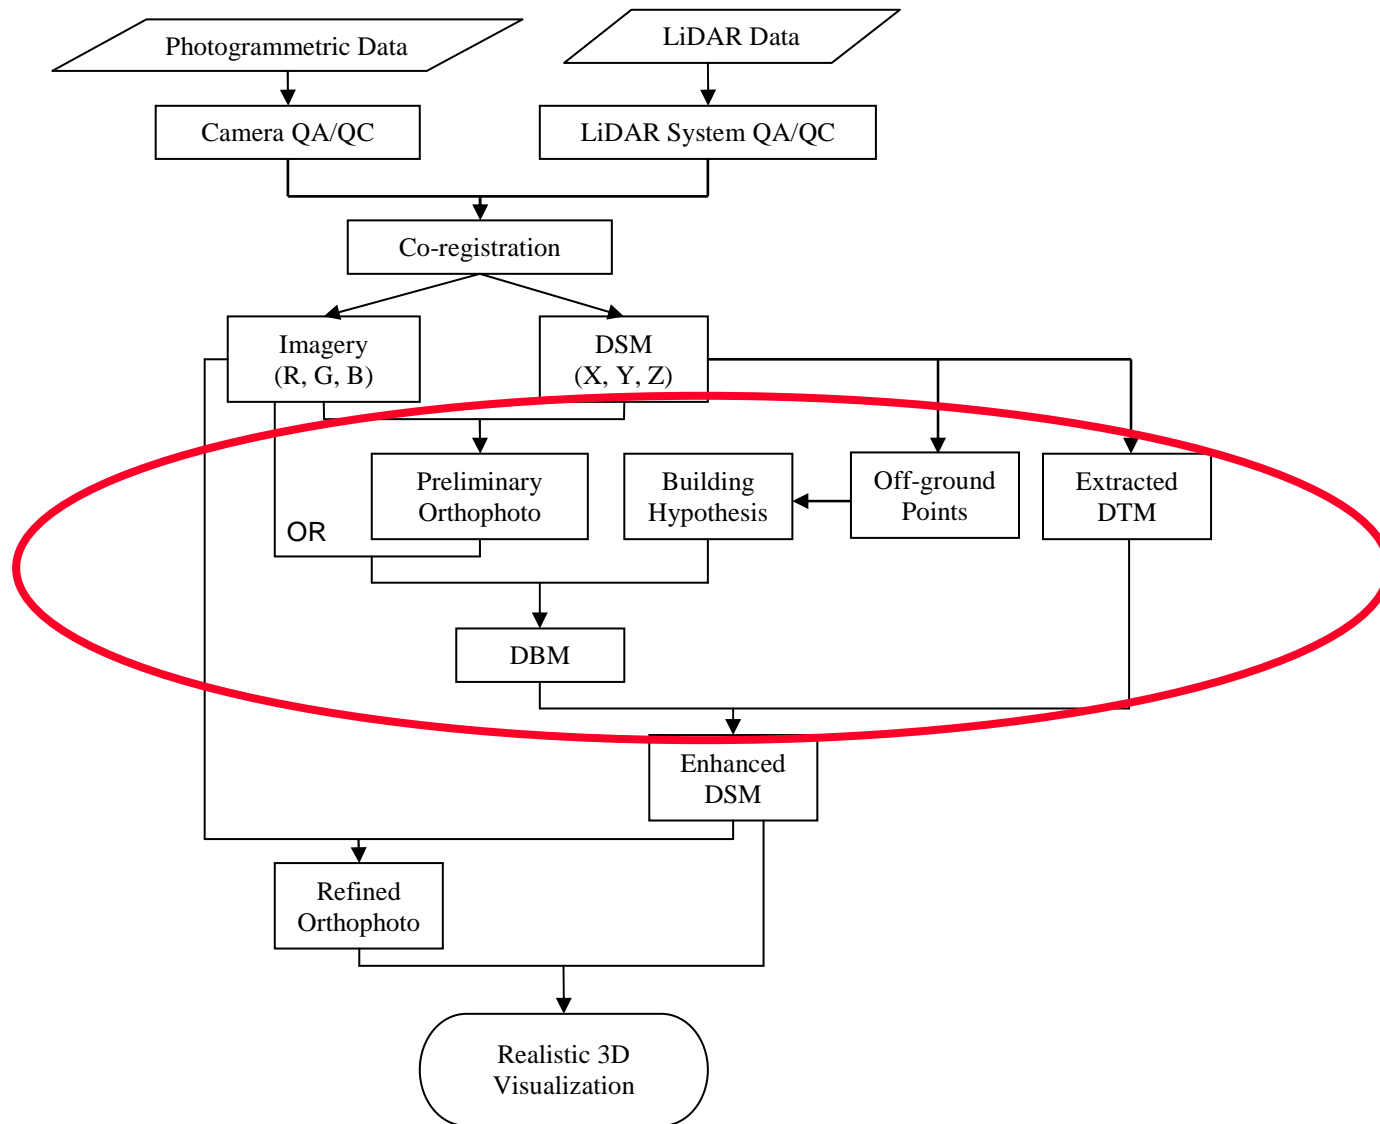 Photogrammetric Data
LiDAR Data
Camera QA/QC
LiDAR System QA/QC
Co-registration
Imagery
(R, G, B)
DSM
(X, Y, Z)
Preliminary
Orthophoto
Building
Hypothesis
Off-ground
Points
Extracted
DTM
OR
DBM
Enhanced
DSM
Refined
Orthophoto
Realistic 3D
Visualization